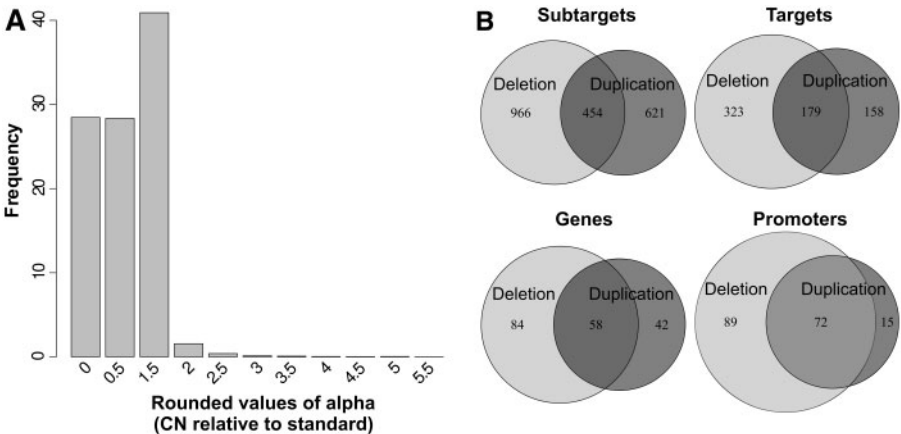 A
Frequency
40
30
20
10
0
0 0.5 1.5 2 2.5 3 3.5 4 4.5 5 5.5
Rounded values of alpha
(CN relative to standard)
B
Subtargets
Deletion Duplication
966 454 621
Targets
Deletion Duplication
323 179 158
Genes
Deletion Duplication
84 58 42
Promoters
Deletion Duplication
89 72 15